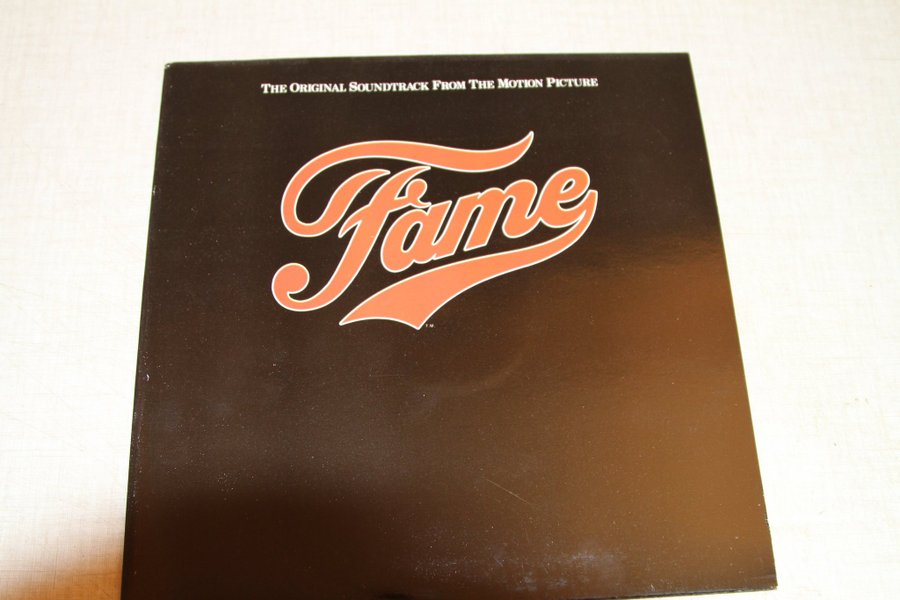 THE ORIGINAL SOUNDTRACK FROM THE MOTION PICTURE
Fame
T.M.